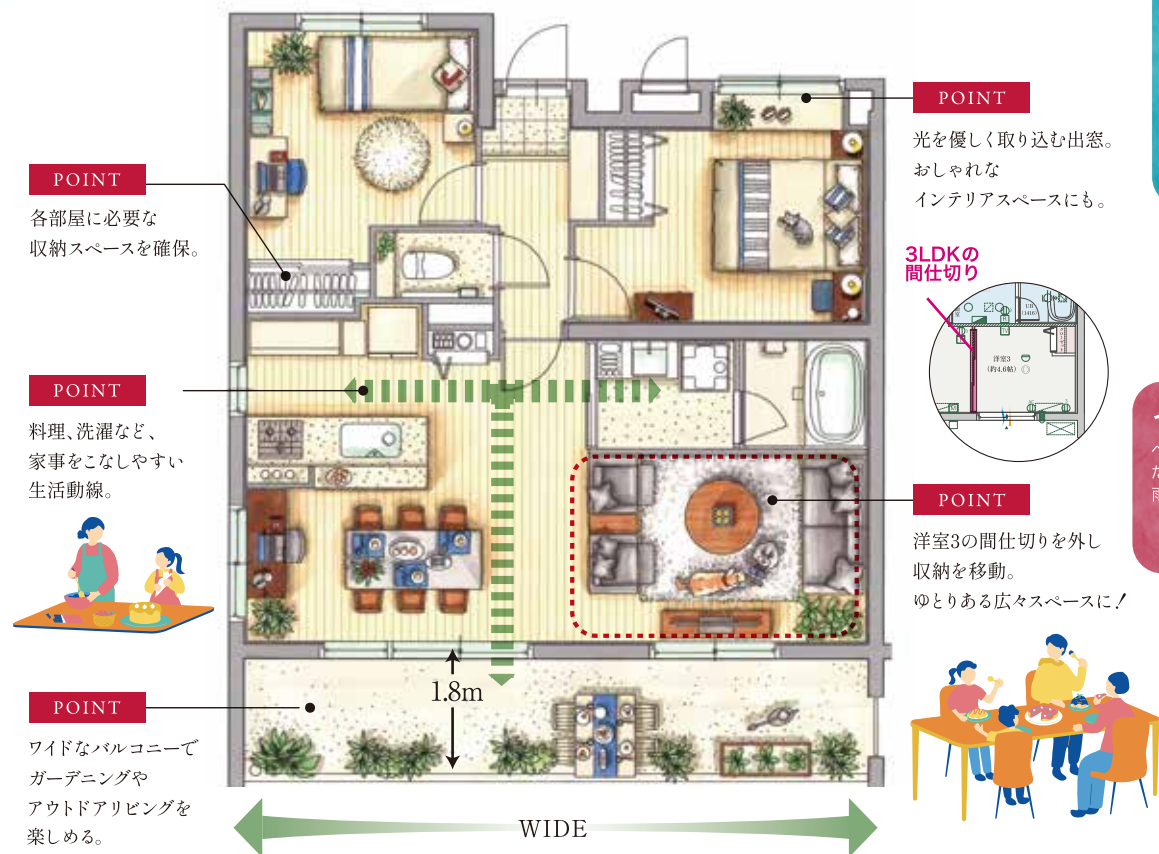 POINT
各部屋に必要な
収納スペースを確保。
POINT
料理、洗濯など、
家事をこなしやすい
生活動線。
POINT
ワイドなバルコニーで
ガーデニングや
アウトドアリビングを
楽しめる。
1.8m
WIDE
POINT
光を優しく取り込む出窓。
おしゃれな
インテリアスペースにも。
3LDKの
間仕切り
洋室3
(約4.6帖)
POINT
洋室3の間仕切りを外し
収納を移動。
ゆとりある広々スペースに!